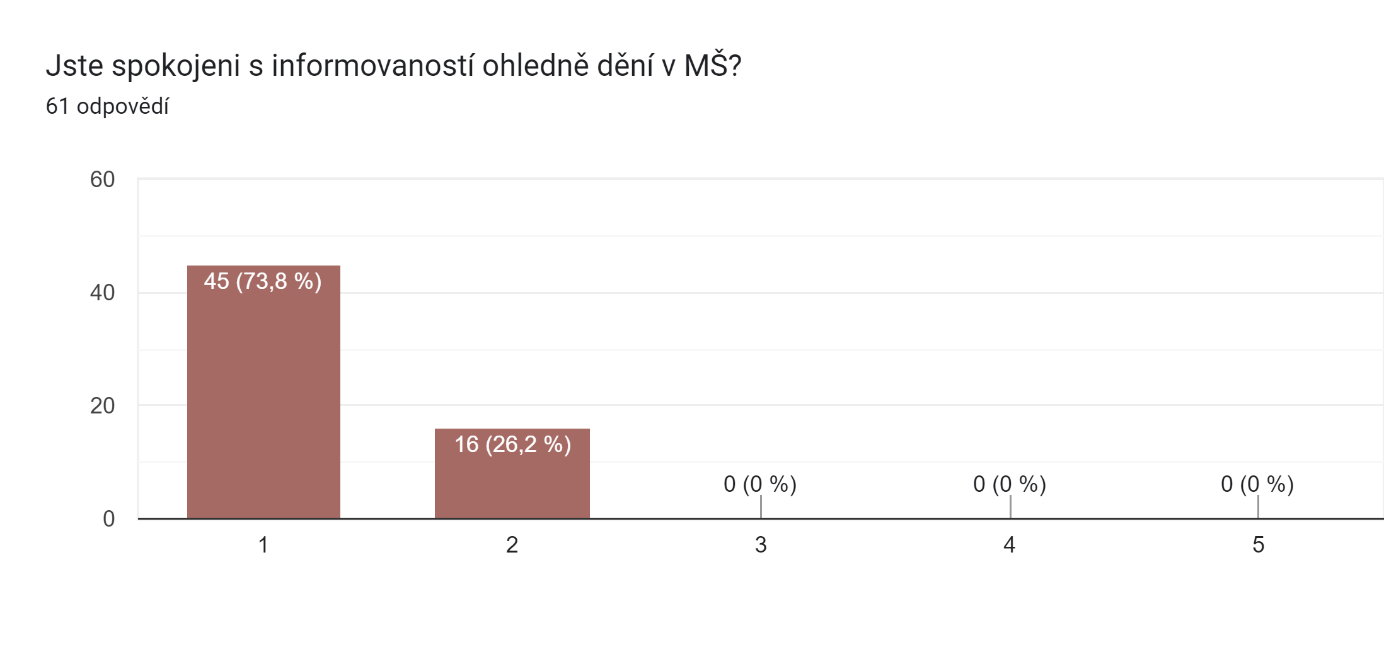 Jste spokojeni s informovaností ohledně dění v MŠ?
61 odpovědí
60
40
20
0
45 (73,8 %)
16 (26,2 %)
0 (0 %)
0 (0 %)
0 (0 %)
1
2
3
4
5